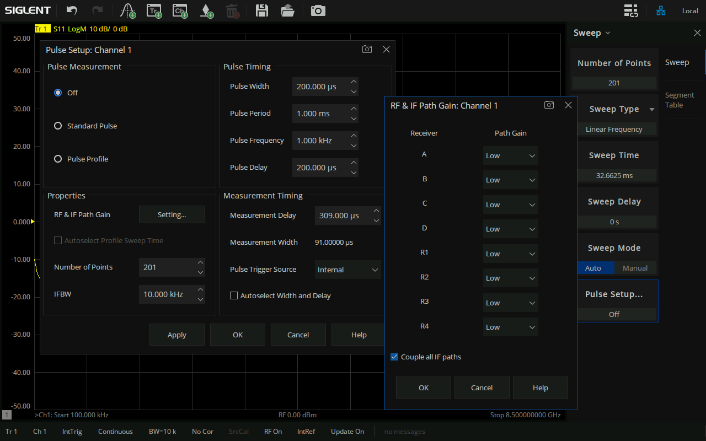 SIGLENT
Tr
Ch
Local
Tr 1 S11 LogM 10 dB/ 0 dB
50.00
40.00
30.00
20.00
10.00
0.000
-10.00
-20.00
-30.00
-40.00
-50.00
Pulse Setup: Channel 1
Pulse Measurement
Off
Standard Pulse
Pulse Profile
Pulse Timing
Pulse Width 200.000 µs
Pulse Period 1.000 ms
Pulse Frequency 1.000 kHz
Pulse Delay 200.000 µs
Properties
RF & IF Path Gain Setting...
Autoselect Profile Sweep Time
Number of Points 201
IFBW 10.000 kHz
Measurement Timing
Measurement Delay 309.000 µs
Measurement Width 91.00000 µs
Pulse Trigger Source Internal
Autoselect Width and Delay
Apply OK Cancel Help
RF & IF Path Gain: Channel 1
Receiver Path Gain
A Low
B Low
C Low
D Low
R1 Low
R2 Low
R3 Low
R4 Low
Couple all IF paths
OK Cancel Help
Sweep
Number of Points
201
Sweep Type
Linear Frequency
Sweep Time
32.6625 ms
Sweep Delay
0 s
Sweep Mode
Auto Manual
Pulse Setup...
Off
Sweep
Segment
Table
1 >Ch1: Start 100.000 kHz RF 0.00 dBm Stop 8.500000000 GHz
Tr 1 Ch 1 IntTrig Continuous BW=10 k No Cor SrcCal RF On IntRef Update On no messages